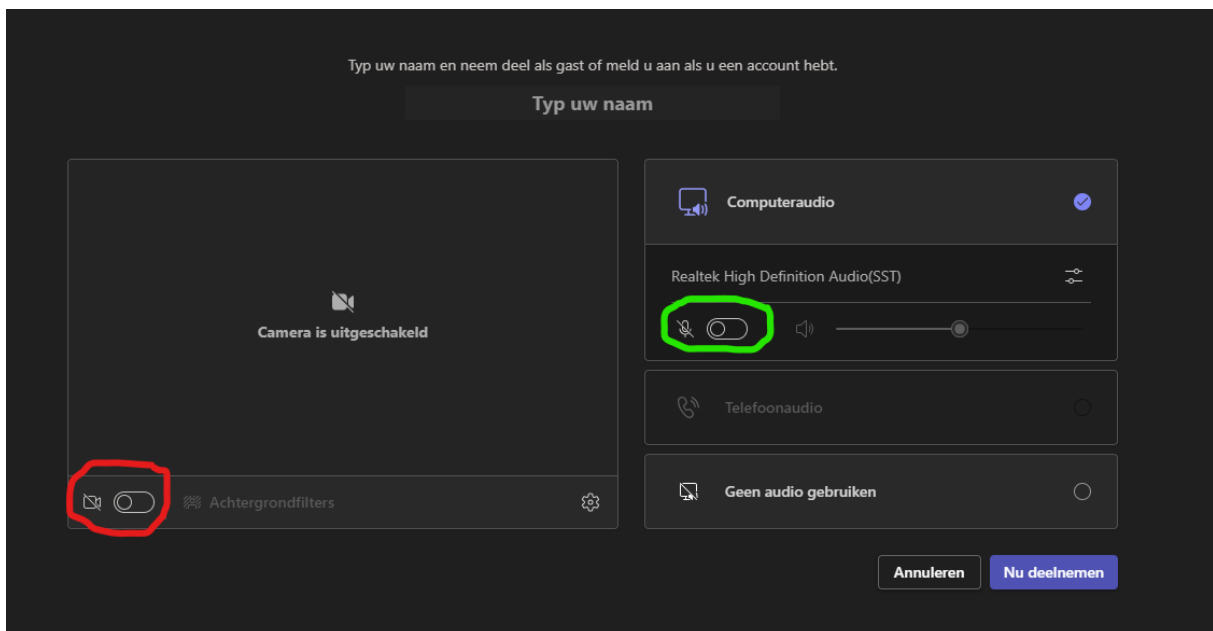 Typ uw naam en neem deel als gast of meld u aan als u een account hebt.
Typ uw naam
Camera is uitgeschakeld
Achtergrondfilters
Computeraudio
Realtek High Definition Audio(SST)
Telefoonaudio
Geen audio gebruiken
Annuleren
Nu deelnemen